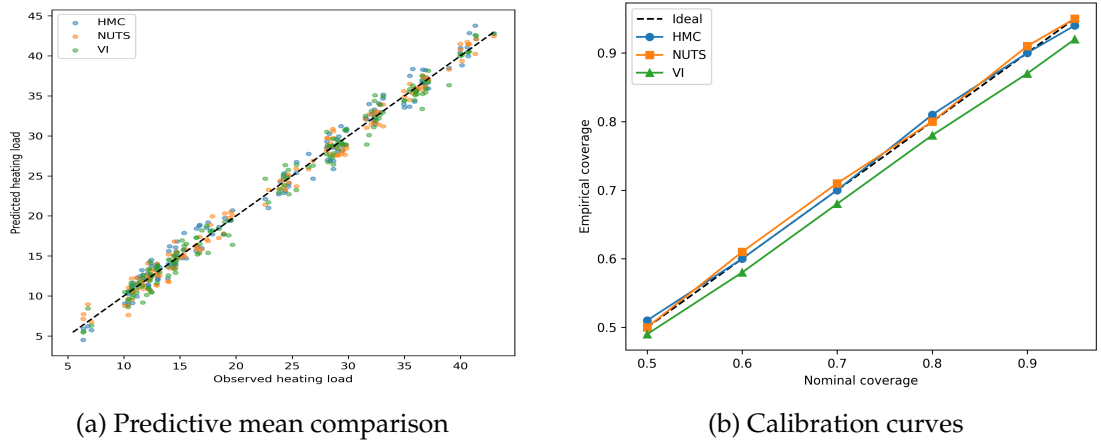 45
40
35
30
25
20
15
10
5
Predicted heating load
HMC
NUTS
VI
5 10 15 20 25 30 35 40
Observed heating load
(a) Predictive mean comparison
0.9
0.8
0.7
0.6
0.5
Empirical coverage
Ideal
HMC
NUTS
VI
0.5 0.6 0.7 0.8 0.9
Nominal coverage
(b) Calibration curves